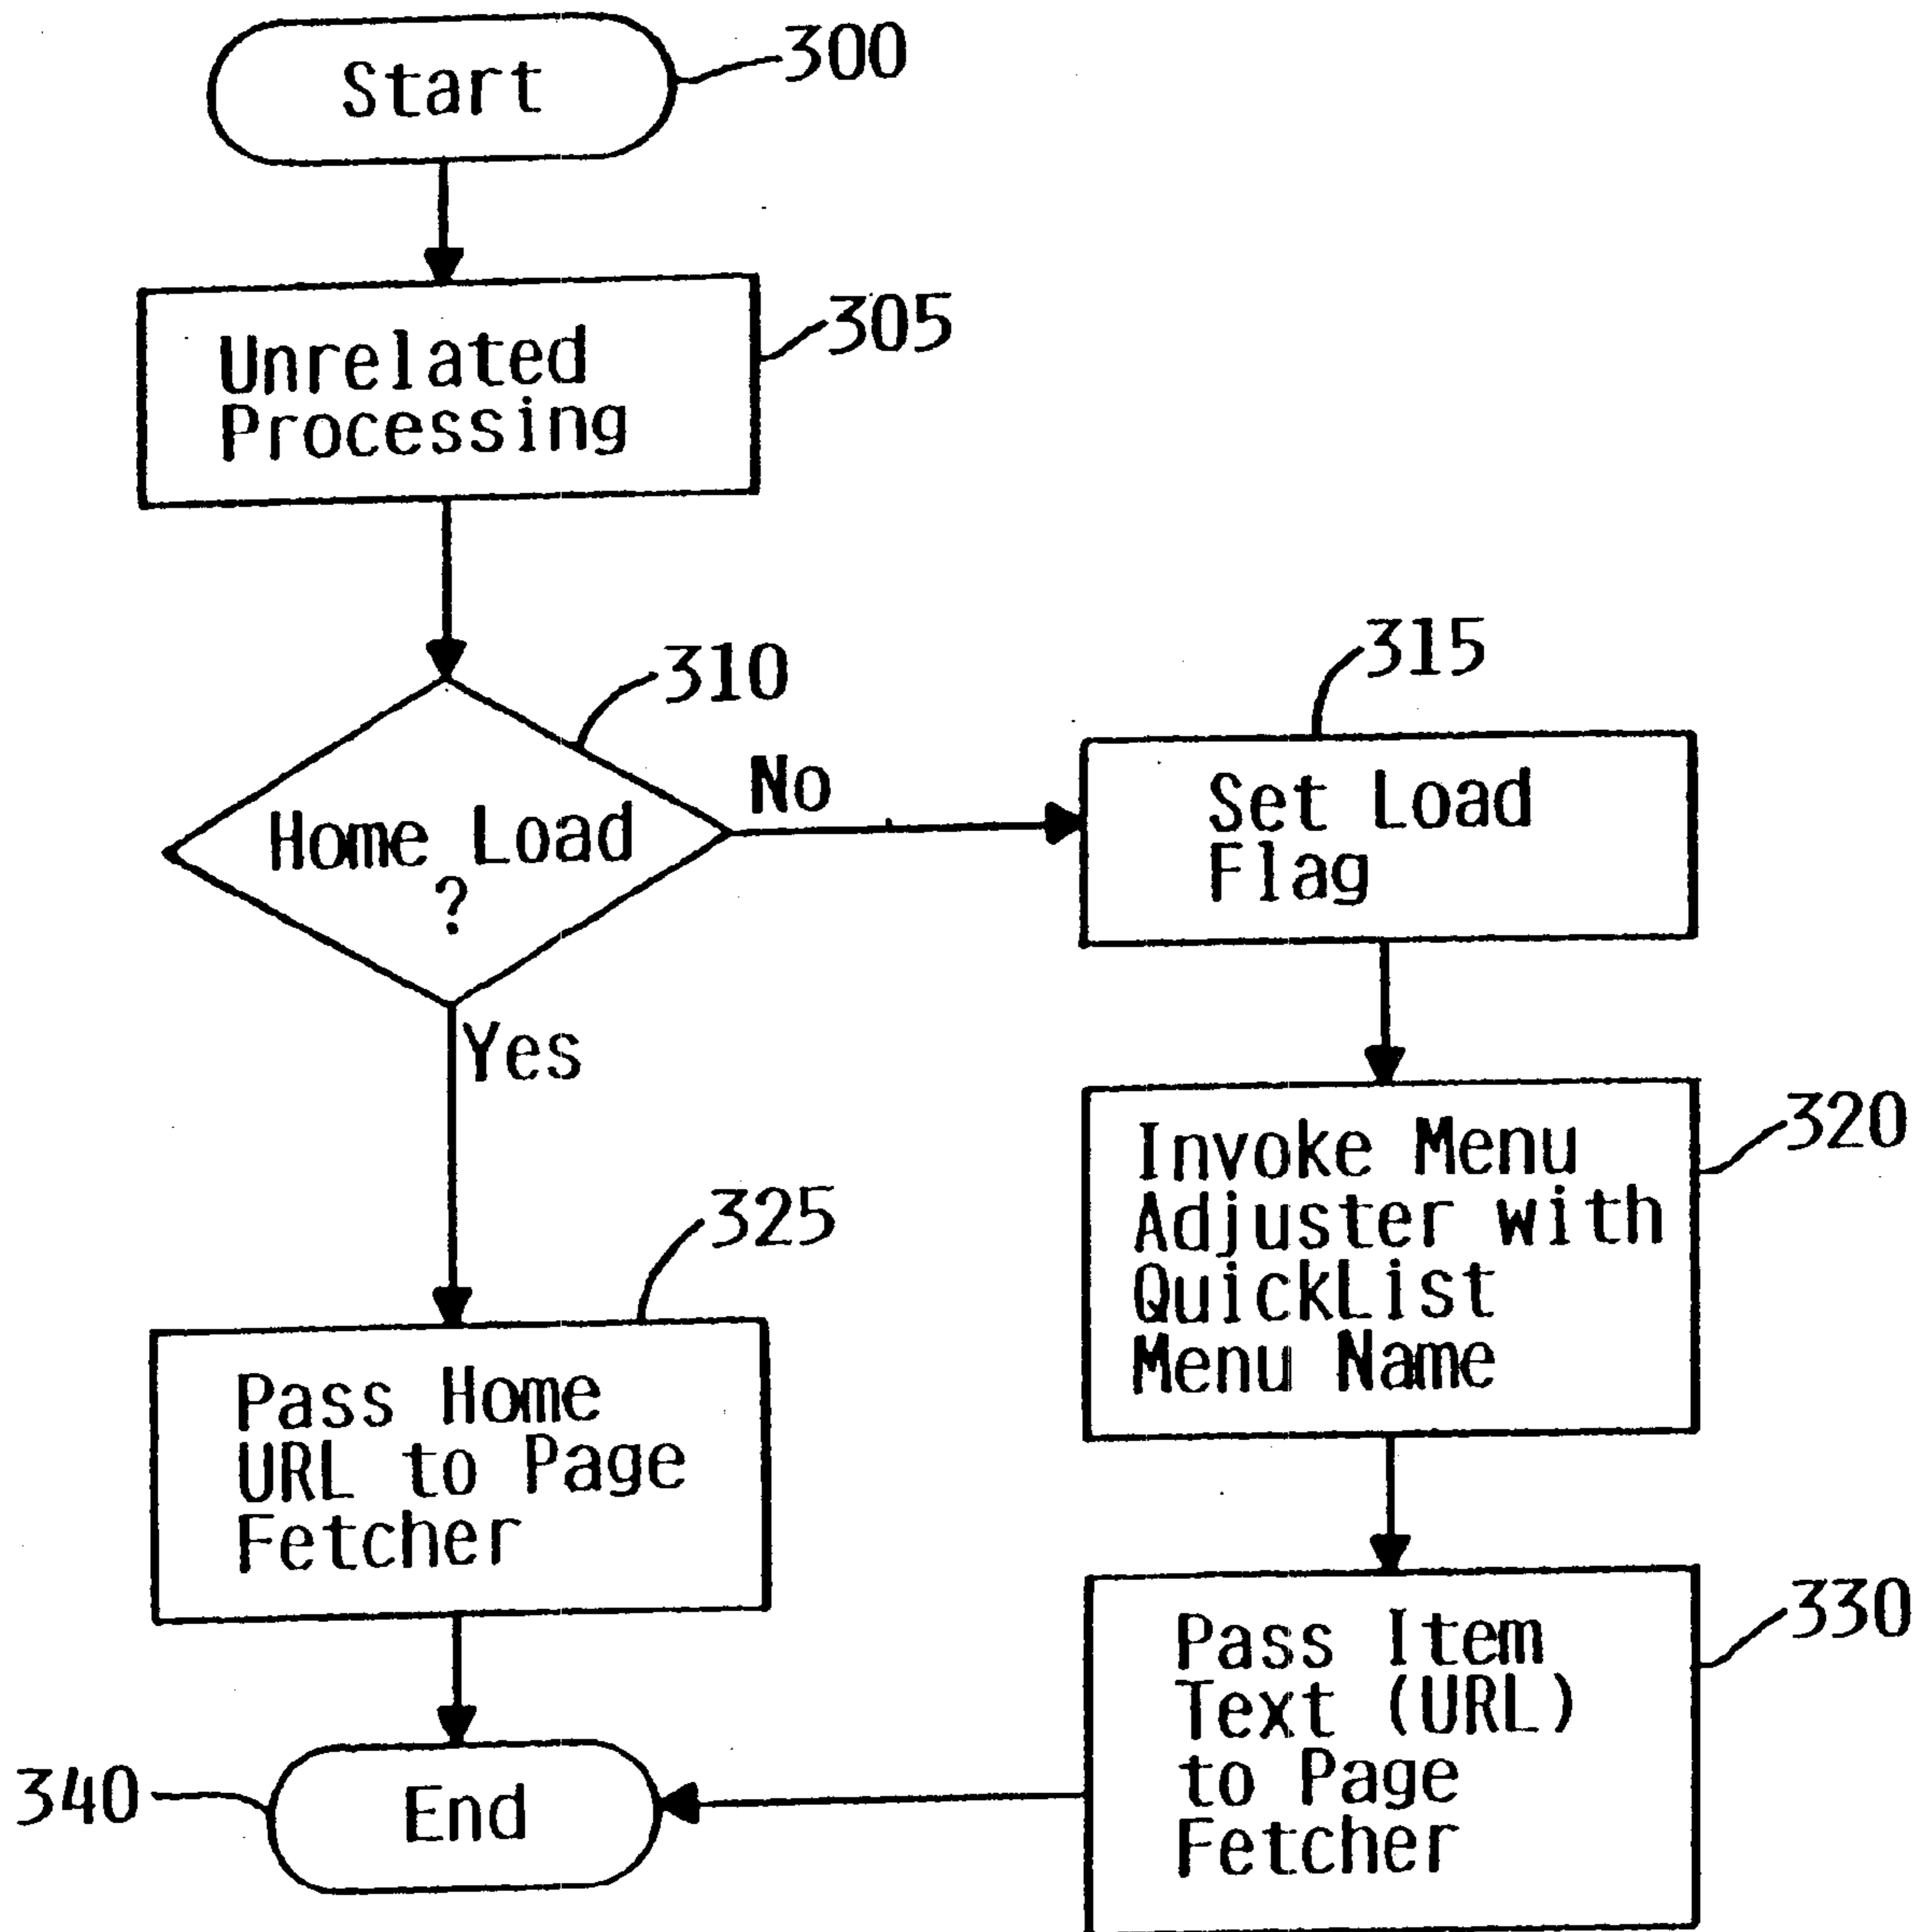 Start
300
Unrelated
Processing
305
310
Home Load
?
No
Yes
315
Set Load
Flag
320
Invoke Menu
Adjuster with
QuickList
Menu Name
325
Pass Home
URL to Page
Fetcher
330
Pass Item
Text (URL)
to Page
Fetcher
340
End